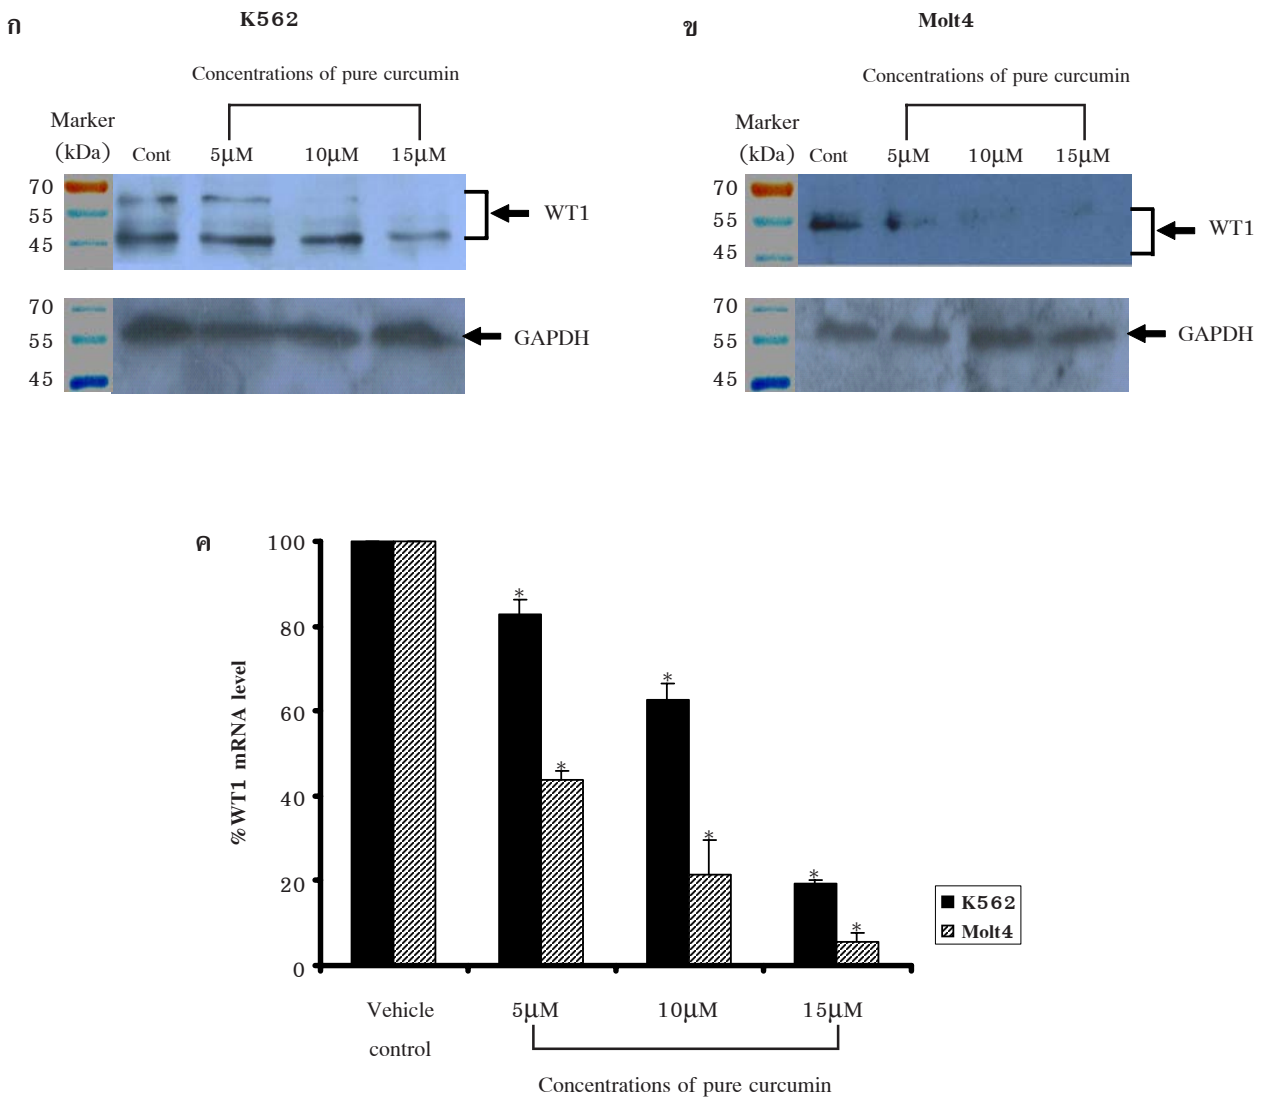 ก
K562
Concentrations of pure curcumin
Marker
(kDa) Cont 5µM 10µM 15µM
70
55
45
WT1
70
55
45
GAPDH
ข
Molt4
Concentrations of pure curcumin
Marker
(kDa) Cont 5µM 10µM 15µM
70
55
45
WT1
70
55
45
GAPDH
ค
%WT1 mRNA level
100
80
60
40
20
0
* * * * * *
K562
Molt4
Vehicle control
5µM 10µM 15µM
Concentrations of pure curcumin